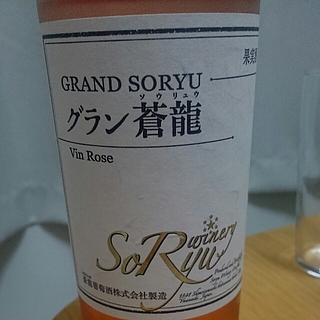 果実
GRAND SORYU
ソウリュウ
グラン蒼龍
Vin Rose
SoRyu winery
蒼龍葡萄酒株式会社製造